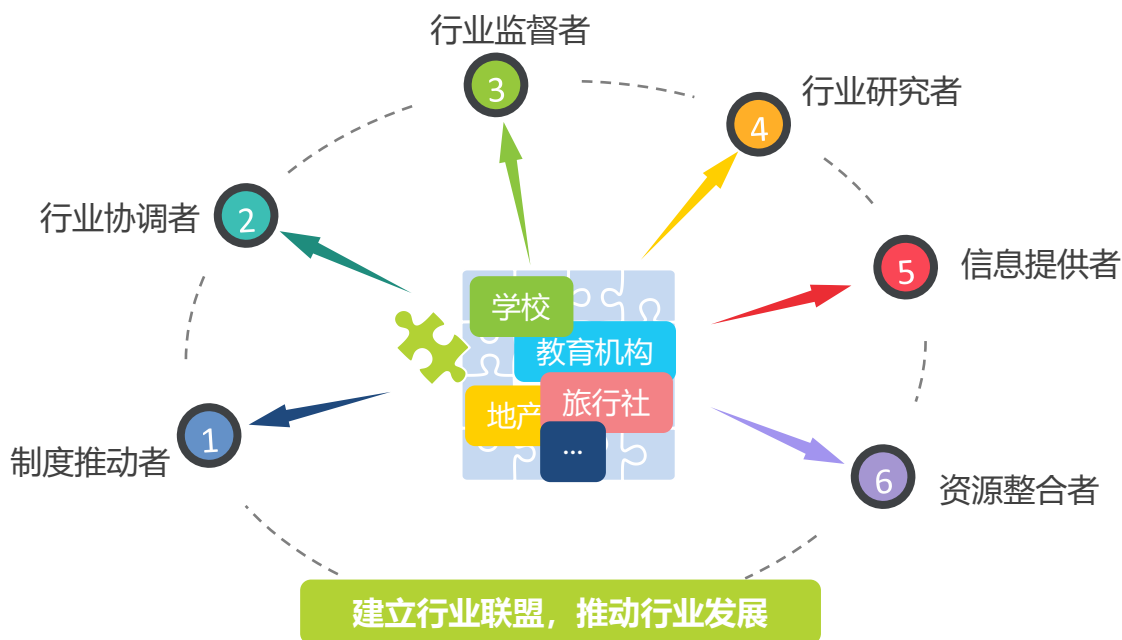 行业监督者
3
行业研究者
4
行业协调者
2
信息提供者
5
学校
教育机构
地产
旅行社
...
制度推动者
1
资源整合者
6
建立行业联盟，推动行业发展